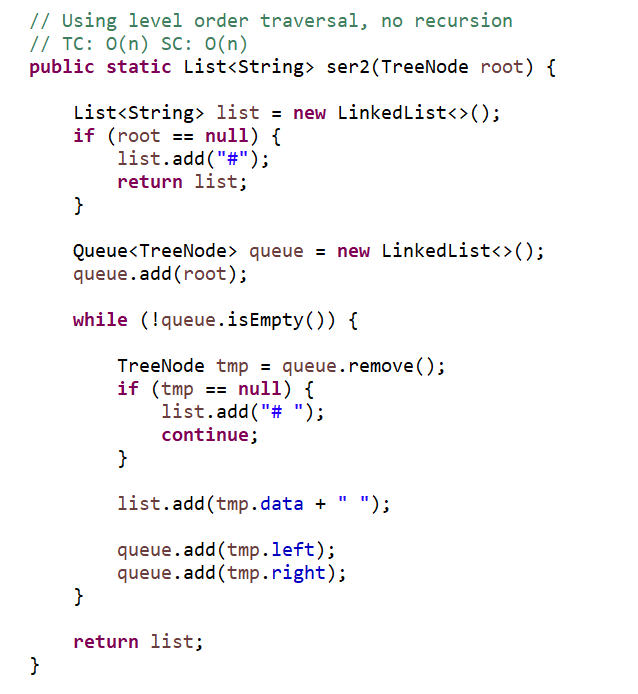 // Using level order traversal, no recursion
// TC: O(n) SC: O(n)
public static List<String> ser2(TreeNode root) {
List<String> list = new LinkedList<>();
if (root == null) {
list.add("#");
return list;
}
Queue<TreeNode> queue = new LinkedList<>();
queue.add(root);
while (!queue.isEmpty()) {
TreeNode tmp = queue.remove();
if (tmp == null) {
list.add("# ");
continue;
}
list.add(tmp.data + " ");
queue.add(tmp.left);
queue.add(tmp.right);
}
return list;
}